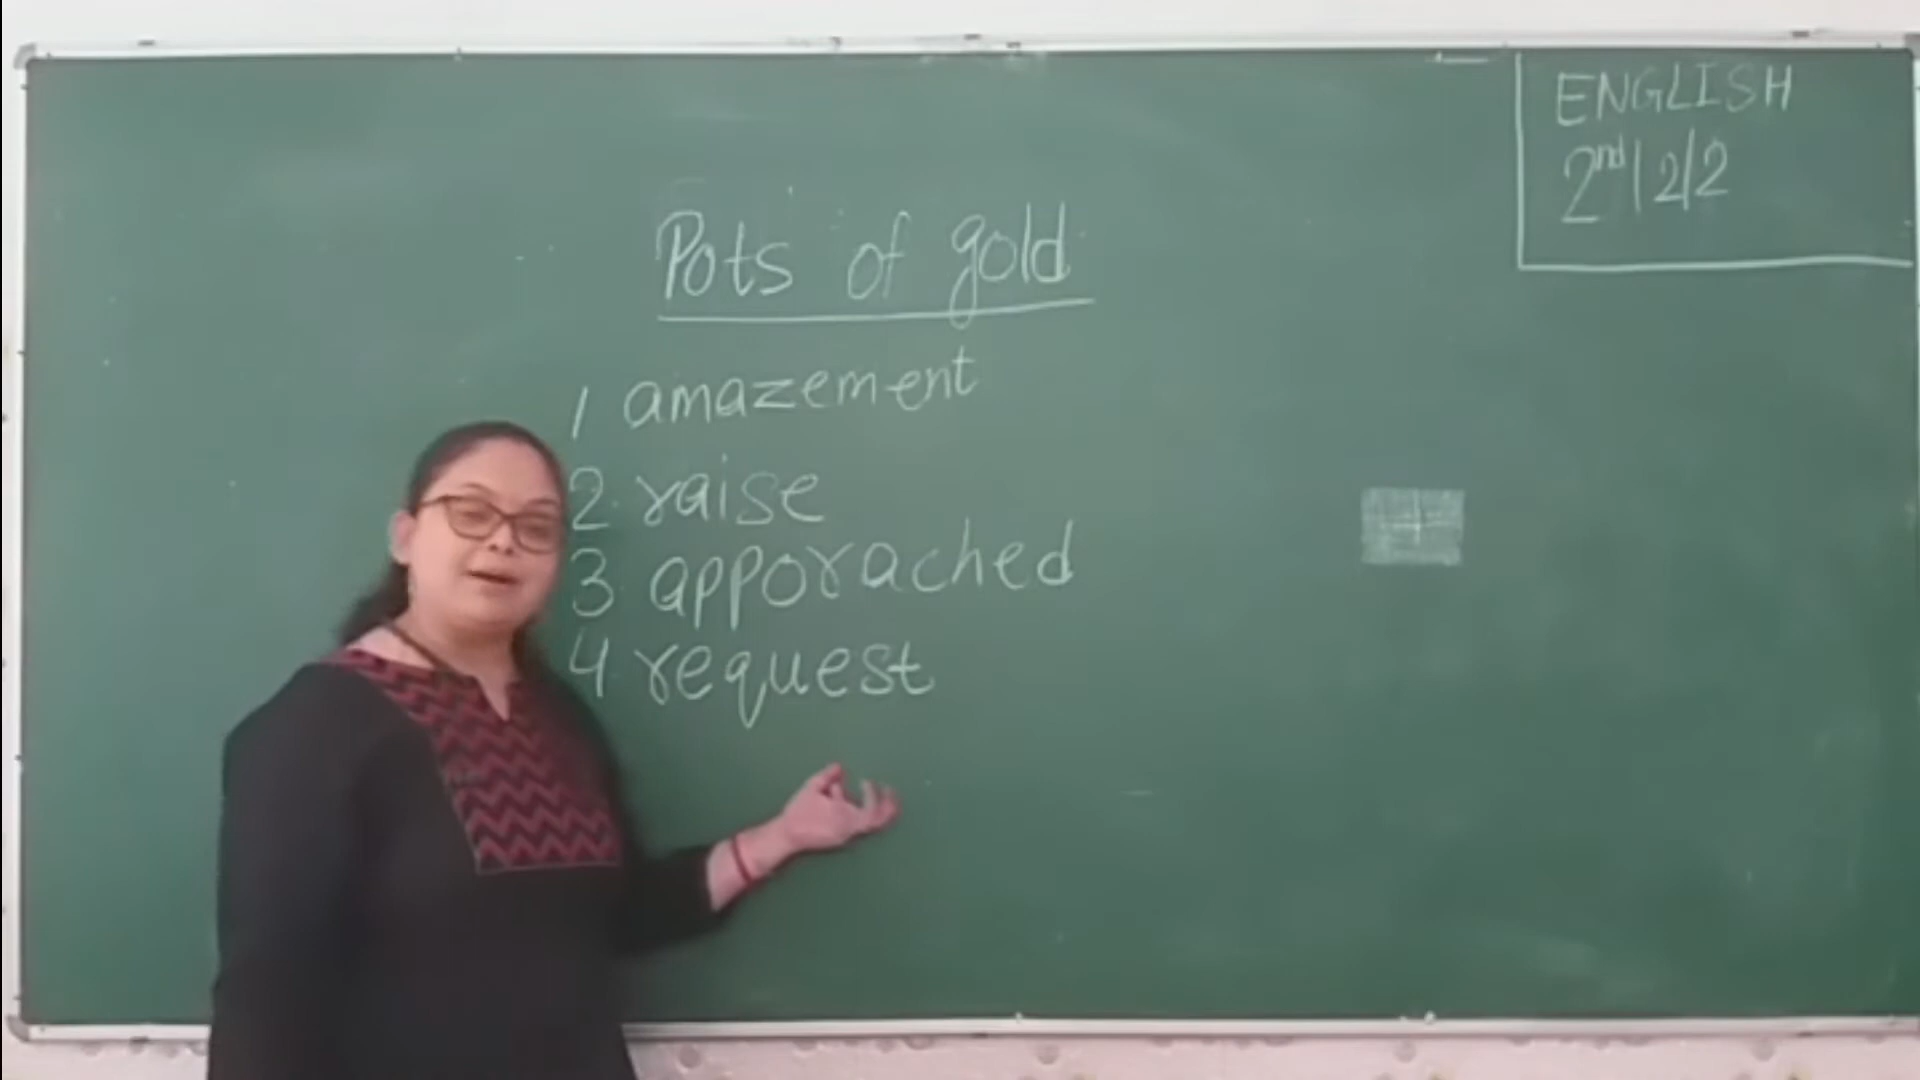 ENGLISH
2nd|2/2
Pots of gold
1 amazement
2. raise
3. apporached
4. request